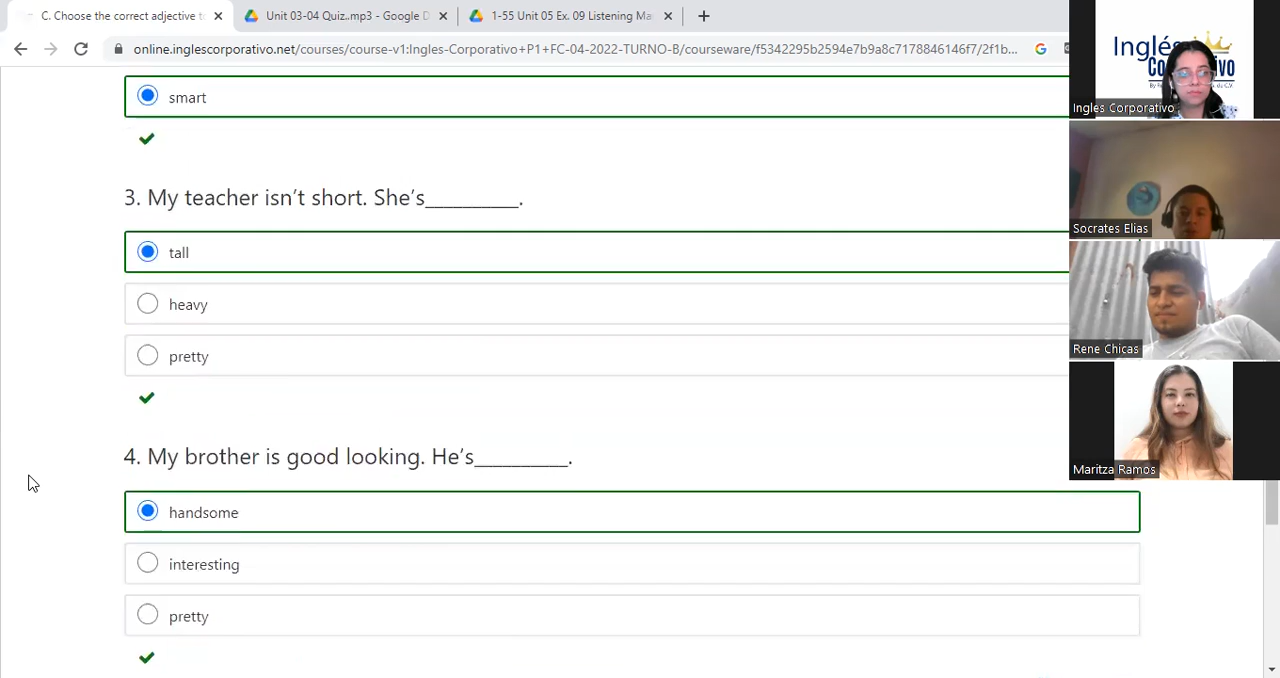 C. Choose the correct adjective t
Unit 03-04 Quiz..mp3 - Google D
1-55 Unit 05 Ex. 09 Listening Ma
online.inglescorporativo.net/courses/course-v1:Ingles-Corporativo+P1+FC-04-2022-TURNO-B/courseware/f5342295b2594e7b9a8c7178846146f7/2f1b...
smart
3. My teacher isn’t short. She’s__________.
tall
heavy
pretty
4. My brother is good looking. He’s__________.
handsome
interesting
pretty
Ingles Corporativo
Socrates Elias
Rene Chicas
Maritza Ramos